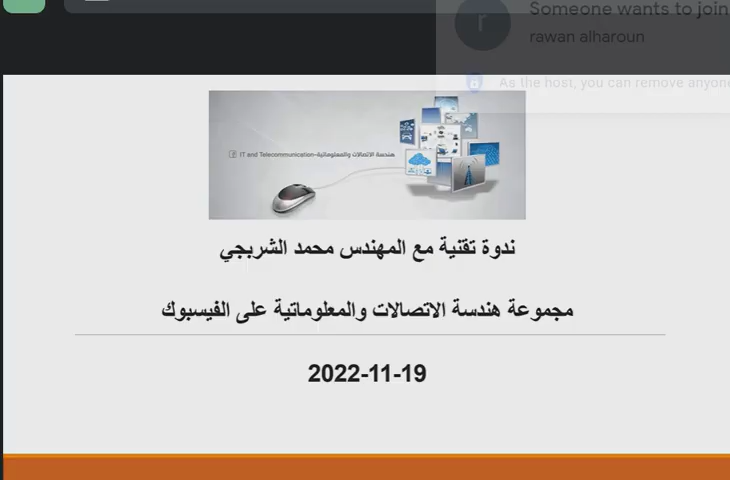 Someone wants to join
r
rawan alharoun
As the host, you can remove anyone
IT and Telecommunication-هندسة الاتصالات والمعلوماتية
ندوة تقنية مع المهندس محمد الشربجي
مجموعة هندسة الاتصالات والمعلوماتية على الفيسبوك
2022-11-19